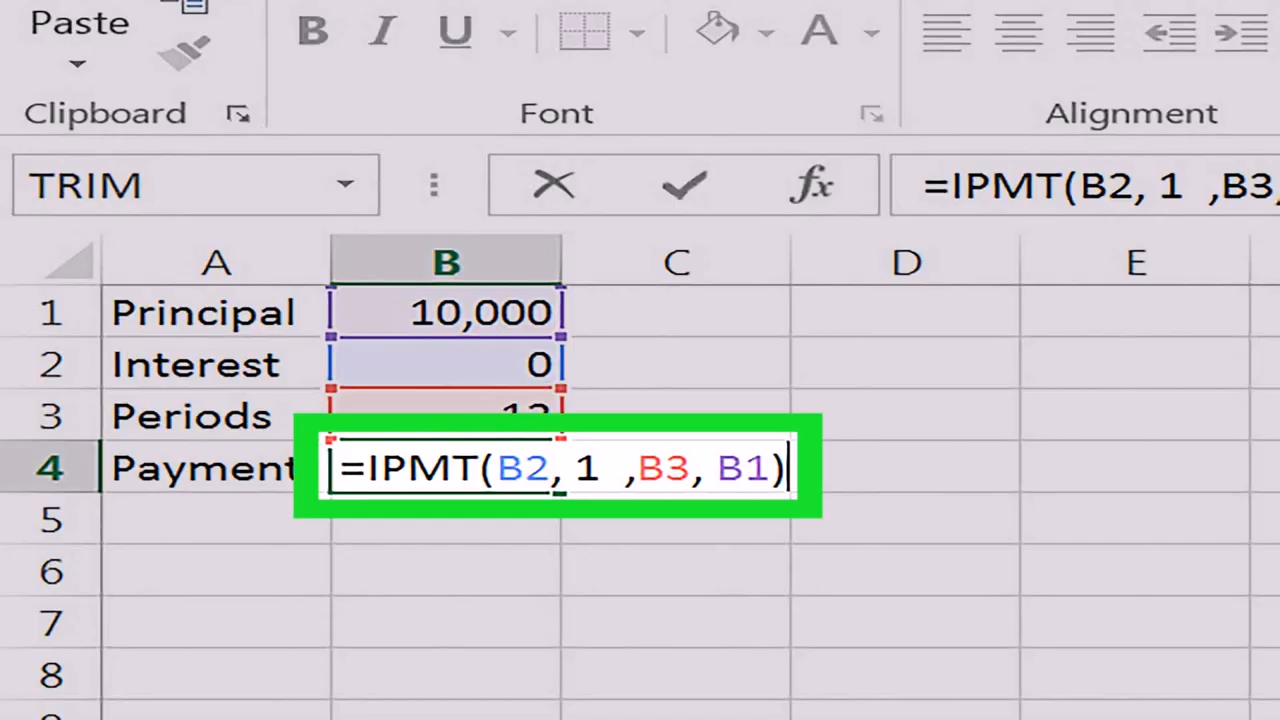 Paste
B I U A
Clipboard Font Alignment
TRIM fx =IPMT(B2, 1 ,B3,
A B C D E
1 Principal 10,000
2 Interest 0
3 Periods 12
4 Payment =IPMT(B2, 1 ,B3, B1)
5
6
7
8